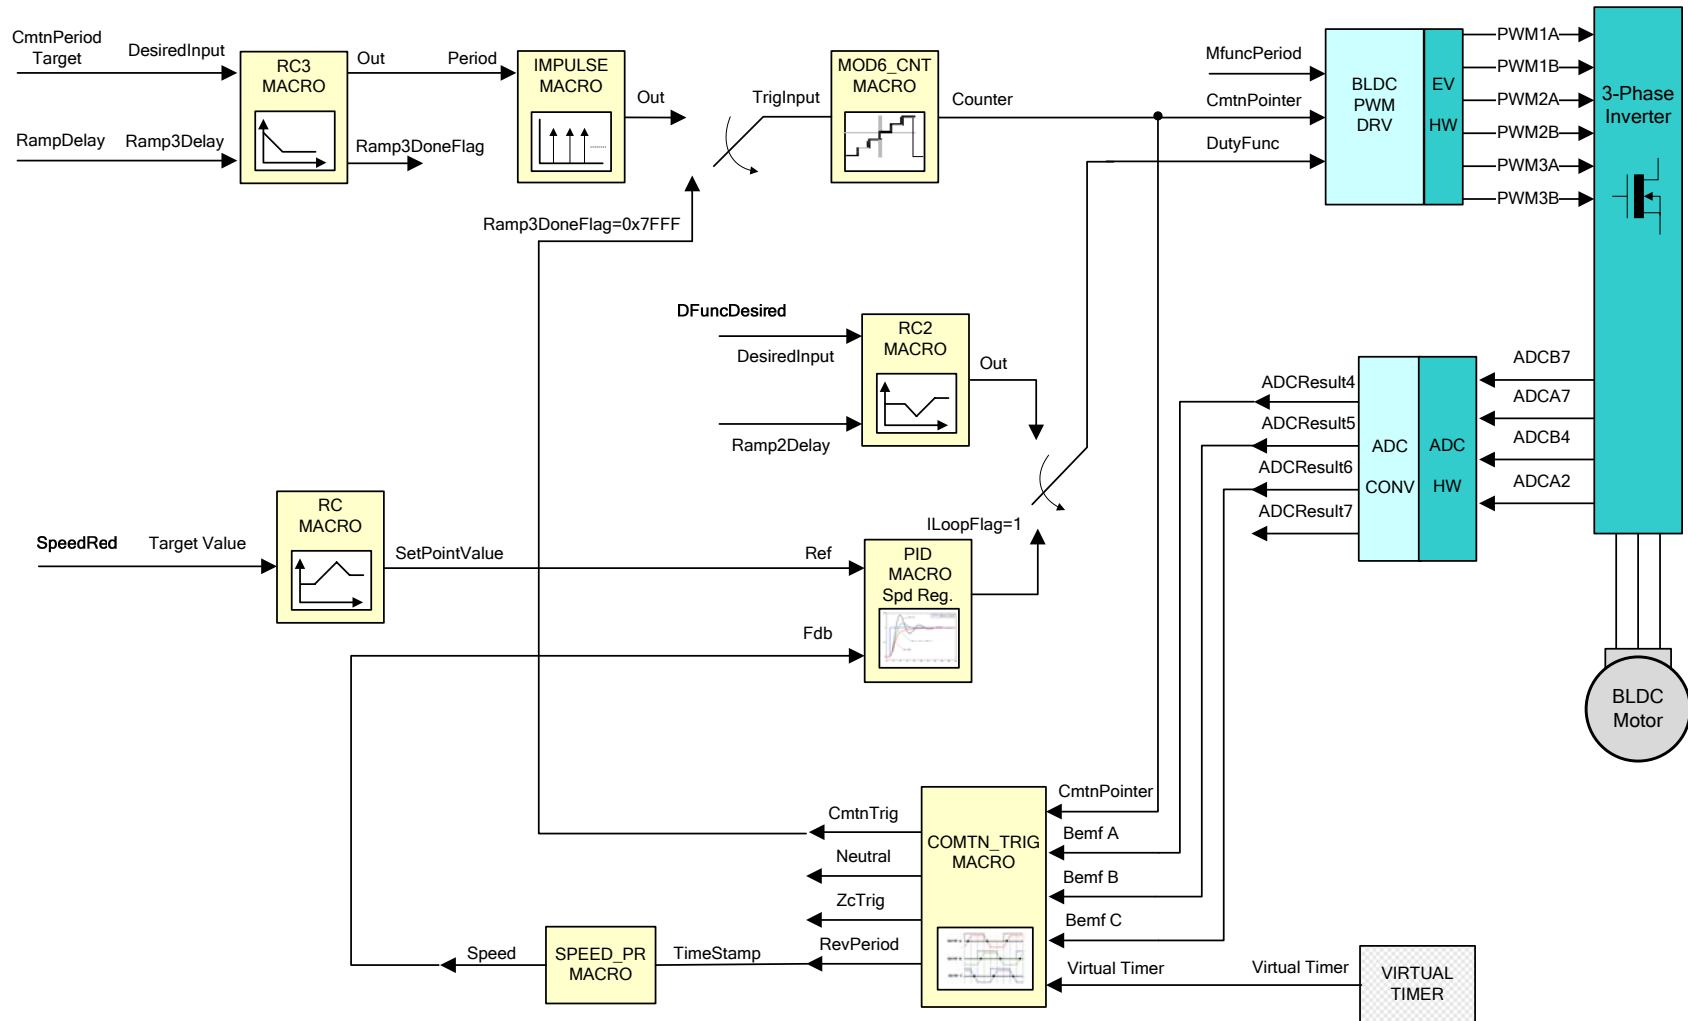 CmtnPeriod
Target
DesiredInput
RC3
MACRO
Out
Period
IMPULSE
MACRO
Out
TrigInput
MOD6_CNT
MACRO
Counter
MfuncPeriod
CmtnPointer
DutyFunc
BLDC
PWM
DRV
EV
HW
PWM1A
PWM1B
PWM2A
PWM2B
PWM3A
PWM3B
3-Phase
Inverter
RampDelay
Ramp3Delay
Ramp3DoneFlag
Ramp3DoneFlag=0x7FFF
DFuncDesired
DesiredInput
Ramp2Delay
RC2
MACRO
Out
ADCResult4
ADCResult5
ADCResult6
ADCResult7
ADC
CONV
ADC
HW
ADCB7
ADCA7
ADCB4
ADCA2
SpeedRed
Target Value
RC
MACRO
SetPointValue
Ref
Fdb
PID
MACRO
Spd Reg.
ILoopFlag=1
BLDC
Motor
CmtnTrig
Neutral
ZcTrig
RevPeriod
COMTN_TRIG
MACRO
CmtnPointer
Bemf A
Bemf B
Bemf C
Virtual Timer
Virtual Timer
VIRTUAL
TIMER
Speed
SPEED_PR
MACRO
TimeStamp